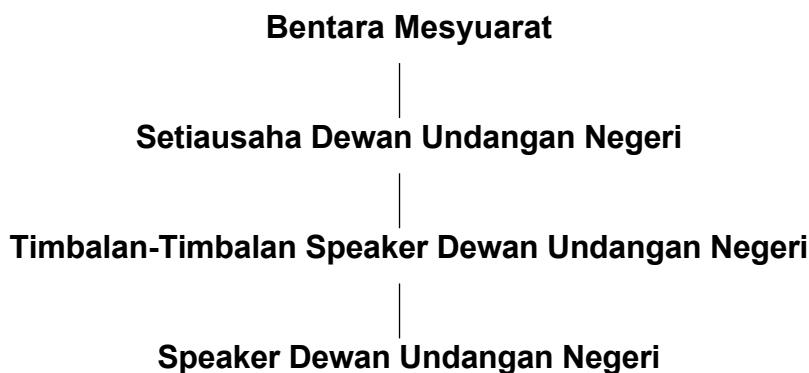 Bentara Mesyuarat
Setiausaha Dewan Undangan Negeri
Timbalan-Timbalan Speaker Dewan Undangan Negeri
Speaker Dewan Undangan Negeri